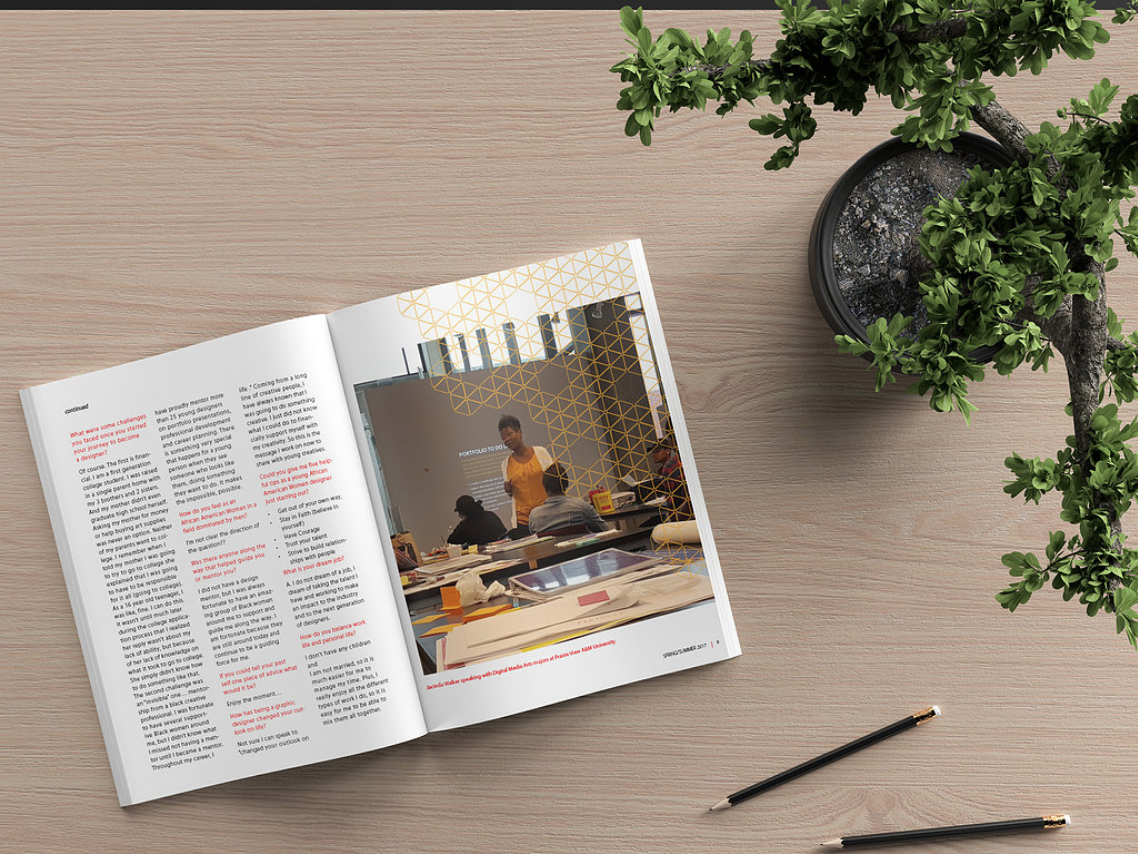 continued
What were some challenges
you faced once you started
your journey to become
a designer?
Of course. The first is finan-
cial. I am a first generation
college student. I was raised
in a single parent home with
my 3 brothers and 2 sisters.
And my mother didn't even
graduate high school herself.
Asking my mother for money
or help buying art supplies
was never an option. Neither
of my parents went to col-
lege. I remember when I
told my mother I was going
to try to go to college she
explained that I was going
to have to be responsible
for it all (going to college).
As a 16 year old teenager, I
was like, fine. I can do this.
It wasn't until much later
during the college applica-
tion process that I realized
her reply wasn't about my
lack of ability, but because
of her lack of knowledge on
what it took to go to college.
She simply didn't know how
to do something like that.
The second challenge was
an "invisible" one... mentor-
ship from a black creative
professional. I was fortunate
to have several support-
ive Black women around
me, but I didn't know what
I missed not having a men-
tor until I became a mentor.
Throughout my career, I
have proudly mentor more
than 25 young designers
on portfolio presentations,
professional development
and career planning. There
is something very special
that happens for a young
person when they see
someone who looks like
them, doing something
they want to do. It makes
the impossible, possible.
How do you feel as an
African American Woman in a
field dominated by men?
I'm not clear the direction of
the question??
Was there anyone along the
way that helped guide you
or mentor you?
I did not have a design
mentor, but I was always
fortunate to have an amaz-
ing group of Black women
around me to support and
guide me along the way. I
am fortunate because they
are still around today and
continue to be a guiding
force for me.
If you could tell your past
self one piece of advice what
would it be?
Enjoy the moment...
How has being a graphic
designer changed your out-
look on life?
Not sure I can speak to
"changed your outlook on
life." Coming from a long
line of creative people, I
have always known that I
was going to do something
creative. I just did not know
what I could do to finan-
cially support myself with
my creativity. So this is the
message I work on now to
share with young creatives.
Could you give me five help-
ful tips as a young African
American Women designer
just starting out?
• Get out of your own way,
• Stay in Faith (believe in
yourself)
• Have Courage
• Trust your talent
• Strive to build relation-
ships with people
What is your dream job?
A. I do not dream of a job, I
dream of taking the talent I
have and working to make
an impact to the industry
and to the next generation
of designers.
How do you balance work
life and personal life?
I don't have any children
and
I am not married, so it is
much easier for me to
manage my time. Plus, I
really enjoy all the different
types of work I do, so it is
easy for me to be able to
mix them all together.
PORTFOLIO TO DO
Jacinda Walker speaking with Digital Media Arts majors at Prairie View A&M University
SPRING/SUMMER 2017 | 9